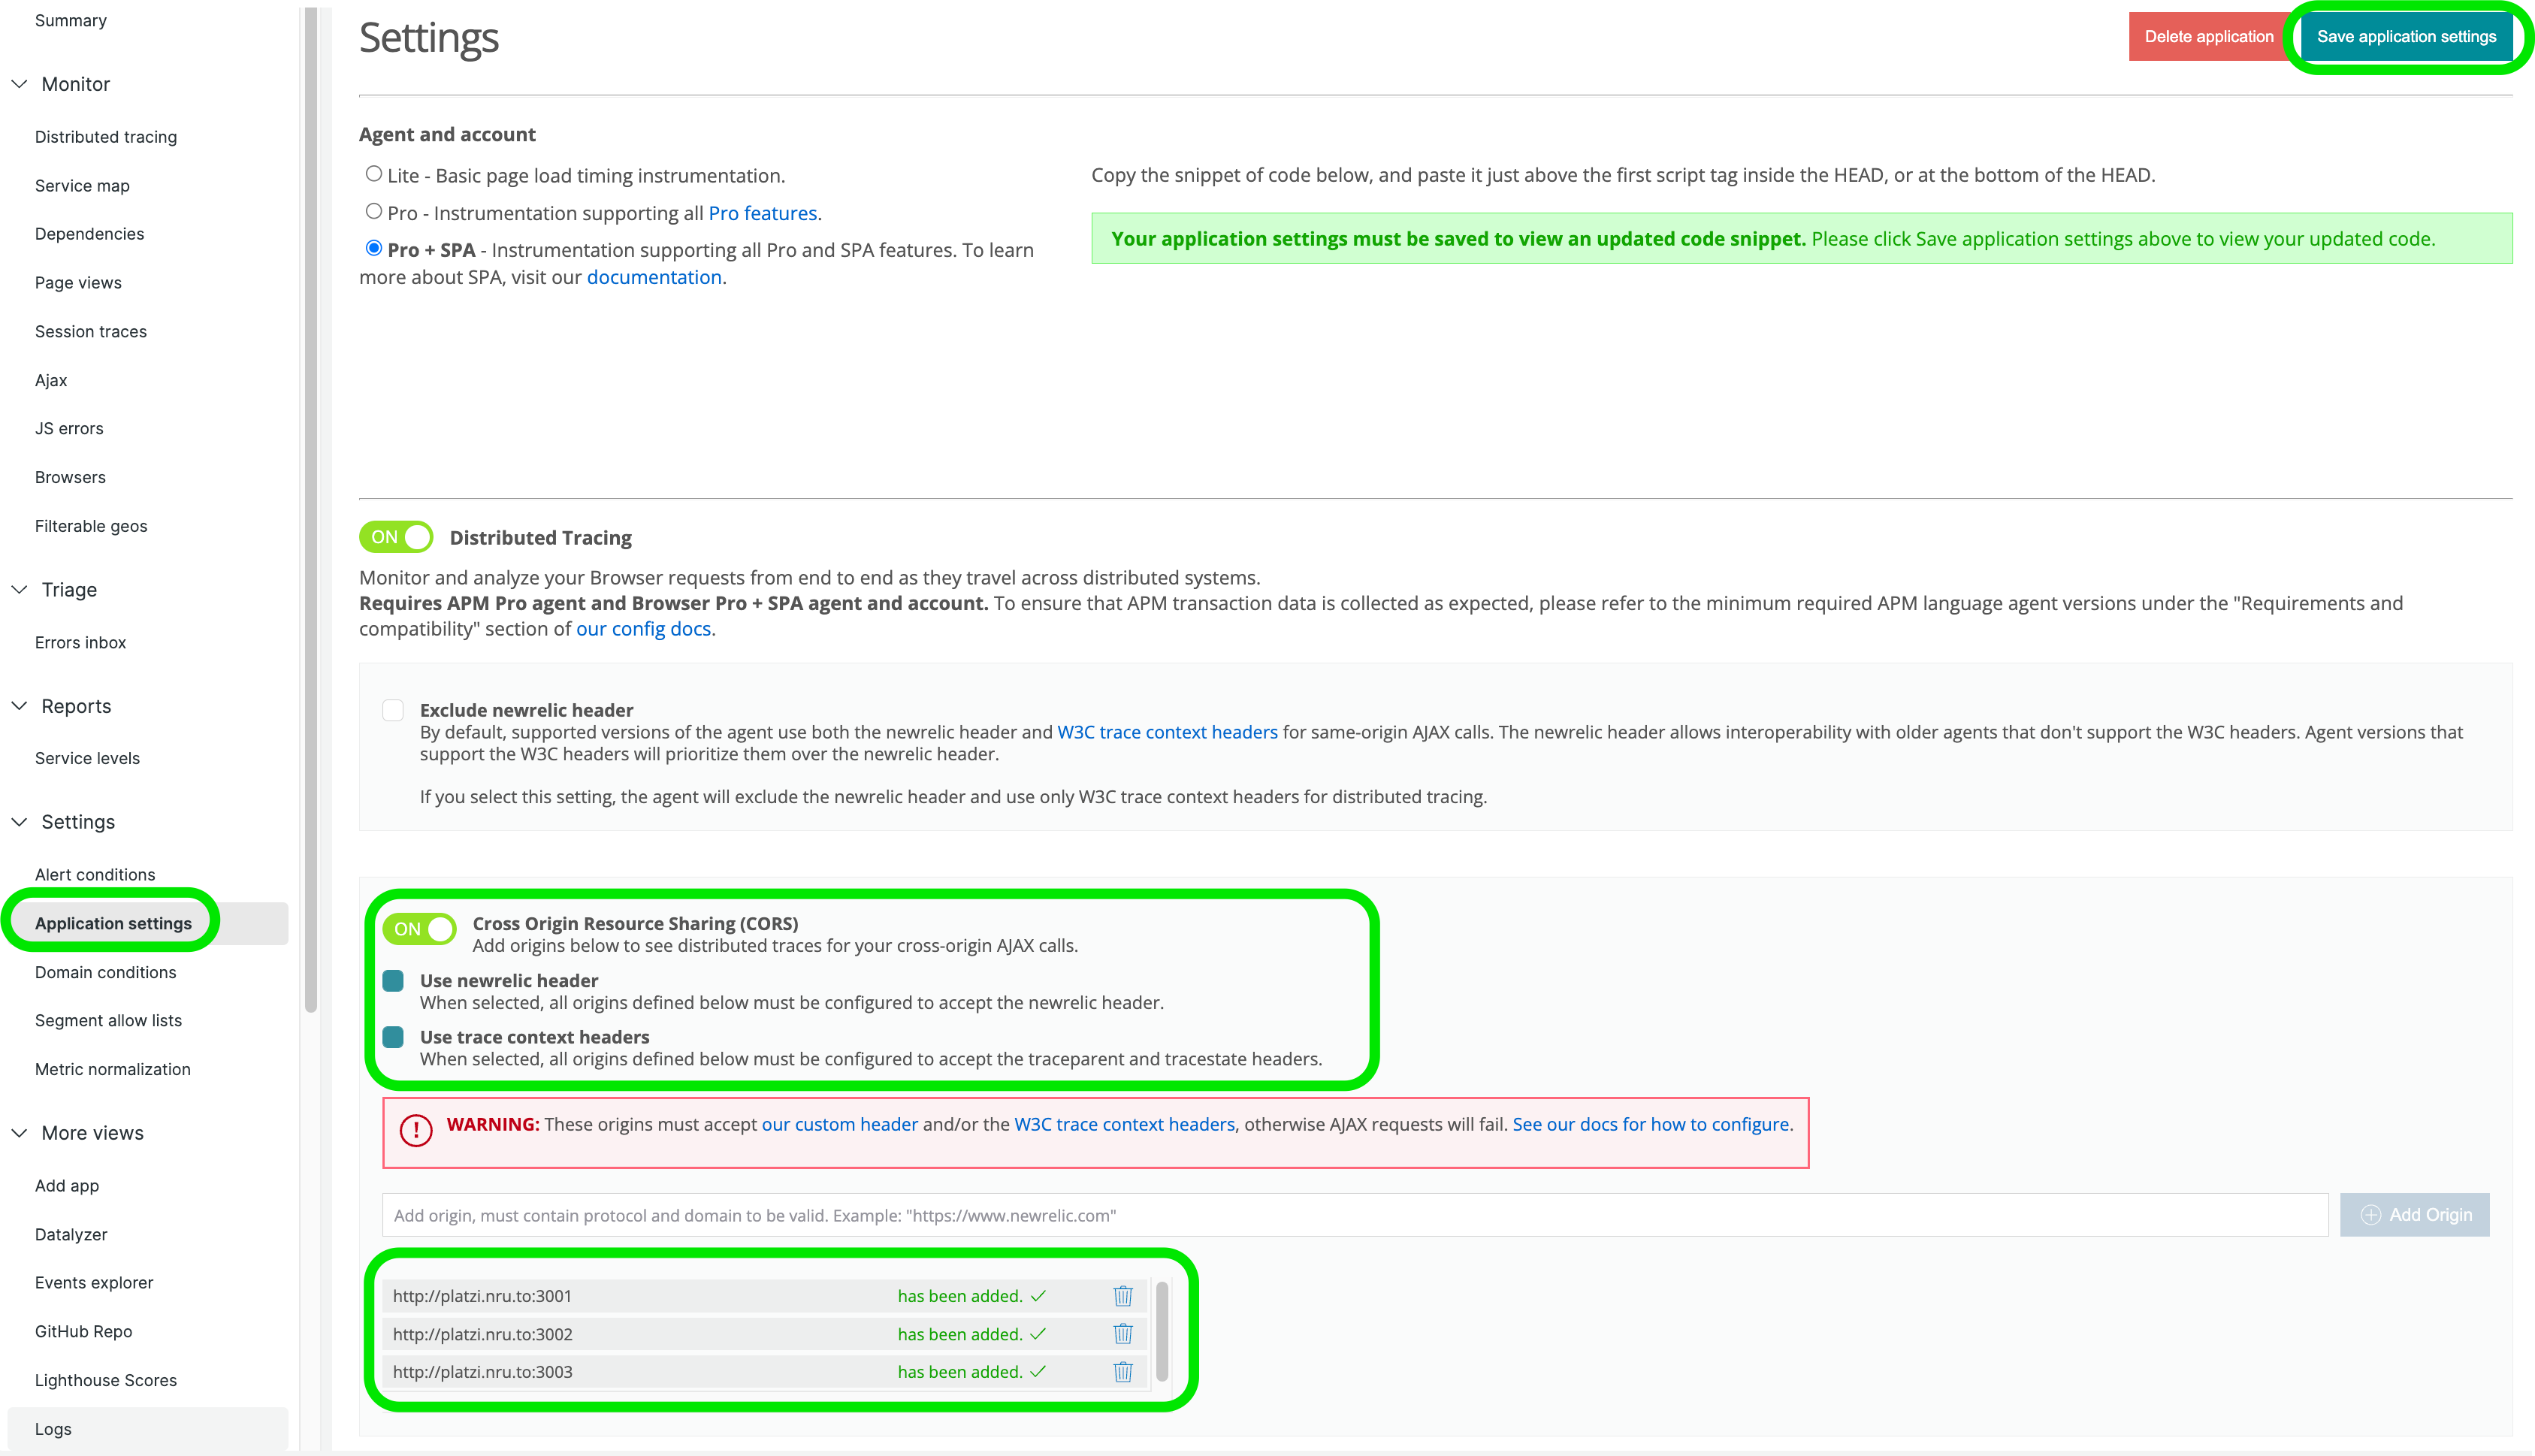 Summary
Monitor
Distributed tracing
Service map
Dependencies
Page views
Session traces
Ajax
JS errors
Browsers
Filterable geos
Triage
Errors inbox
Reports
Service levels
Settings
Alert conditions
Application settings
Domain conditions
Segment allow lists
Metric normalization
More views
Add app
Datalyzer
Events explorer
GitHub Repo
Lighthouse Scores
Logs
Settings
Delete application
Save application settings
Agent and account
Lite - Basic page load timing instrumentation.
Pro - Instrumentation supporting all Pro features.
Pro + SPA - Instrumentation supporting all Pro and SPA features. To learn
more about SPA, visit our documentation.
Copy the snippet of code below, and paste it just above the first script tag inside the HEAD, or at the bottom of the HEAD.
Your application settings must be saved to view an updated code snippet. Please click Save application settings above to view your updated code.
ON Distributed Tracing
Monitor and analyze your Browser requests from end to end as they travel across distributed systems.
Requires APM Pro agent and Browser Pro + SPA agent and account. To ensure that APM transaction data is collected as expected, please refer to the minimum required APM language agent versions under the "Requirements and
compatibility" section of our config docs.
Exclude newrelic header
By default, supported versions of the agent use both the newrelic header and W3C trace context headers for same-origin AJAX calls. The newrelic header allows interoperability with older agents that don't support the W3C headers. Agent versions that
support the W3C headers will prioritize them over the newrelic header.
If you select this setting, the agent will exclude the newrelic header and use only W3C trace context headers for distributed tracing.
ON Cross Origin Resource Sharing (CORS)
Add origins below to see distributed traces for your cross-origin AJAX calls.
Use newrelic header
When selected, all origins defined below must be configured to accept the newrelic header.
Use trace context headers
When selected, all origins defined below must be configured to accept the traceparent and tracestate headers.
WARNING: These origins must accept our custom header and/or the W3C trace context headers, otherwise AJAX requests will fail. See our docs for how to configure.
Add origin, must contain protocol and domain to be valid. Example: "https://www.newrelic.com"
Add Origin
http://platzi.nru.to:3001 has been added.
http://platzi.nru.to:3002 has been added.
http://platzi.nru.to:3003 has been added.